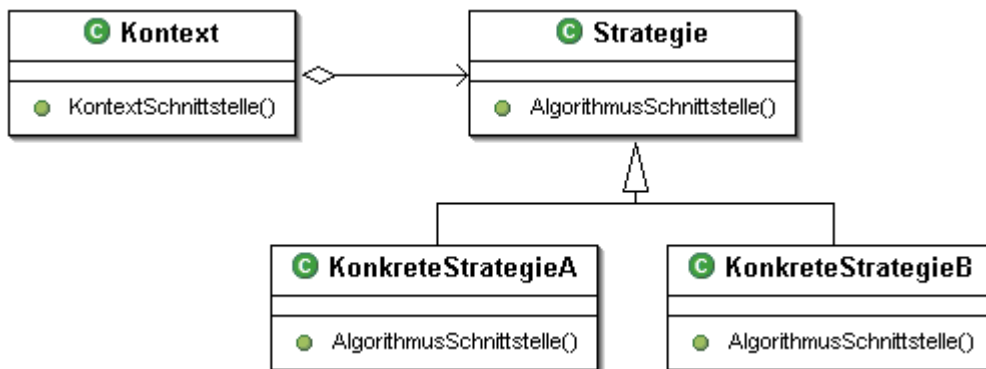 C Kontext
KontextSchnittstelle()
C Strategie
AlgorithmusSchnittstelle()
C KonkreteStrategieA
AlgorithmusSchnittstelle()
C KonkreteStrategieB
AlgorithmusSchnittstelle()